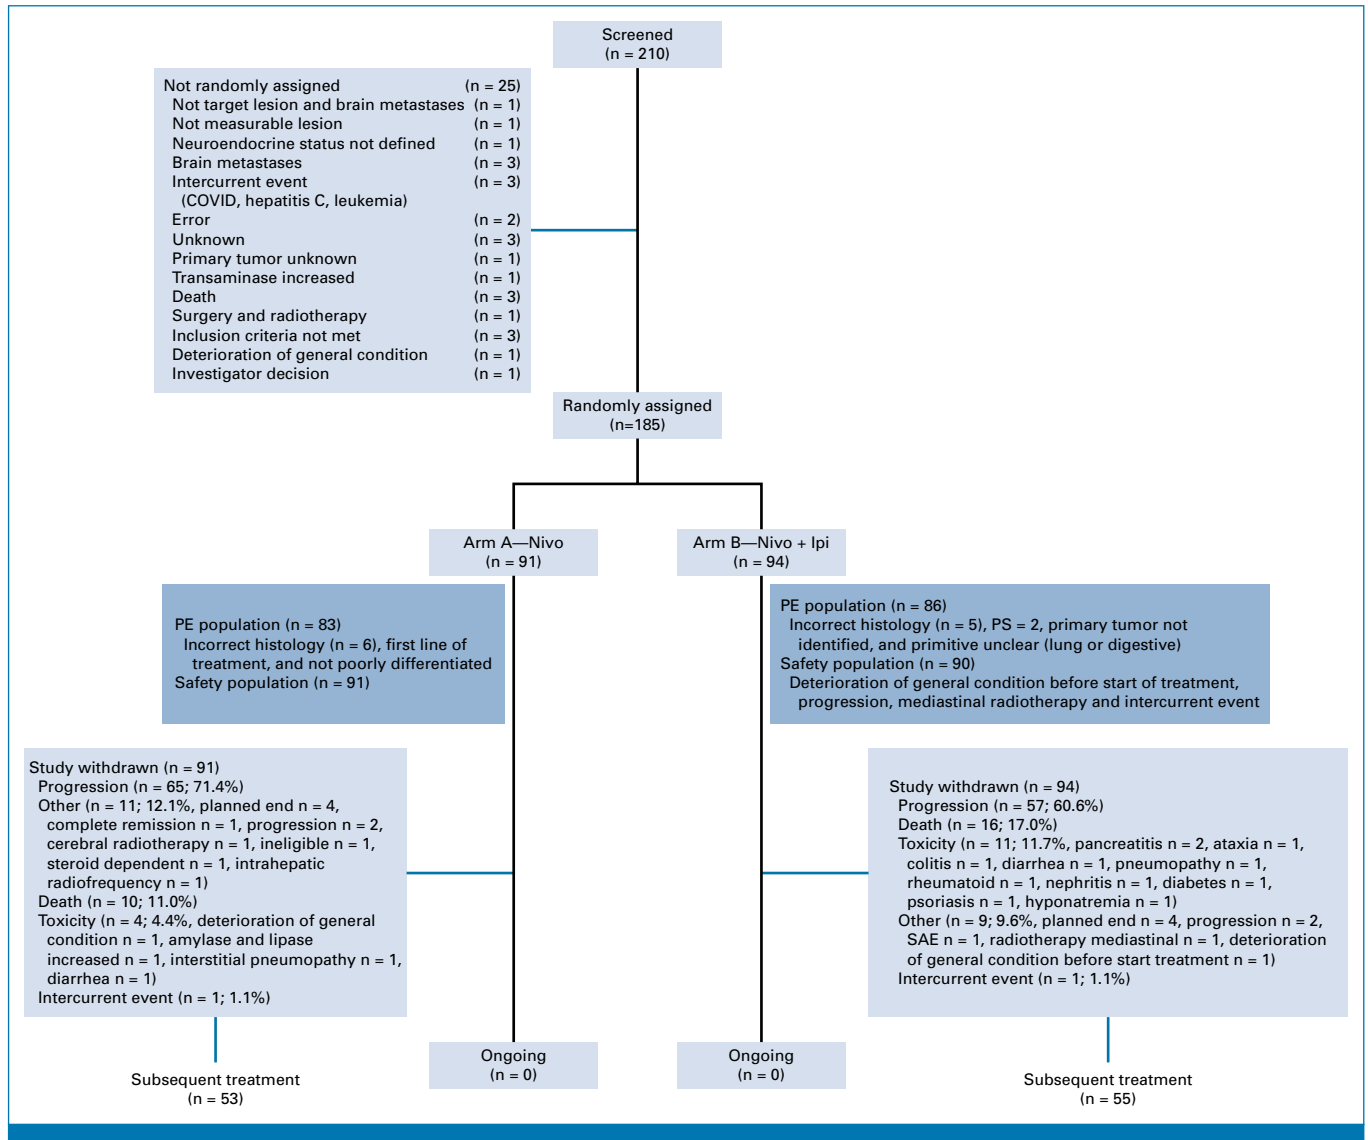 Screened
(n = 210)
Not randomly assigned (n = 25)
Not target lesion and brain metastases (n = 1)
Not measurable lesion (n = 1)
Neuroendocrine status not defined (n = 1)
Brain metastases (n = 3)
Intercurrent event (n = 3)
(COVID, hepatitis C, leukemia)
Error (n = 2)
Unknown (n = 3)
Primary tumor unknown (n = 1)
Transaminase increased (n = 1)
Death (n = 3)
Surgery and radiotherapy (n = 1)
Inclusion criteria not met (n = 3)
Deterioration of general condition (n = 1)
Investigator decision (n = 1)
Randomly assigned
(n=185)
Arm A—Nivo
(n = 91)
Arm B—Nivo + Ipi
(n = 94)
PE population (n = 83)
Incorrect histology (n = 6), first line of
treatment, and not poorly differentiated
Safety population (n = 91)
PE population (n = 86)
Incorrect histology (n = 5), PS = 2, primary tumor not
identified, and primitive unclear (lung or digestive)
Safety population (n = 90)
Deterioration of general condition before start of treatment,
progression, mediastinal radiotherapy and intercurrent event
Study withdrawn (n = 91)
Progression (n = 65; 71.4%)
Other (n = 11; 12.1%, planned end n = 4,
complete remission n = 1, progression n = 2,
cerebral radiotherapy n = 1, ineligible n = 1,
steroid dependent n = 1, intrahepatic
radiofrequency n = 1)
Death (n = 10; 11.0%)
Toxicity (n = 4; 4.4%, deterioration of general
condition n = 1, amylase and lipase
increased n = 1, interstitial pneumopathy n = 1,
diarrhea n = 1)
Intercurrent event (n = 1; 1.1%)
Study withdrawn (n = 94)
Progression (n = 57; 60.6%)
Death (n = 16; 17.0%)
Toxicity (n = 11; 11.7%, pancreatitis n = 2, ataxia n = 1,
colitis n = 1, diarrhea n = 1, pneumopathy n = 1,
rheumatoid n = 1, nephritis n = 1, diabetes n = 1,
psoriasis n = 1, hyponatremia n = 1)
Other (n = 9; 9.6%, planned end n = 4, progression n = 2,
SAE n = 1, radiotherapy mediastinal n = 1, deterioration
of general condition before start treatment n = 1)
Intercurrent event (n = 1; 1.1%)
Ongoing
(n = 0)
Ongoing
(n = 0)
Subsequent treatment
(n = 53)
Subsequent treatment
(n = 55)